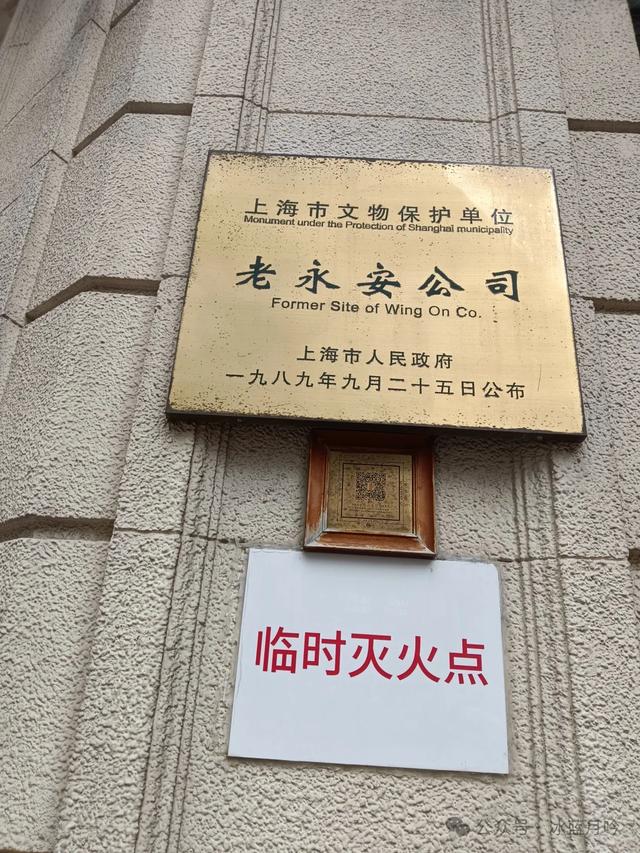 上海市文物保护单位
Monument under the Protection of Shanghai municipality
老永安公司
Former Site of Wing On Co.
上海市人民政府
一九八九年九月二十五日公布
临时灭火点
公众号 · 冰蓝月吟